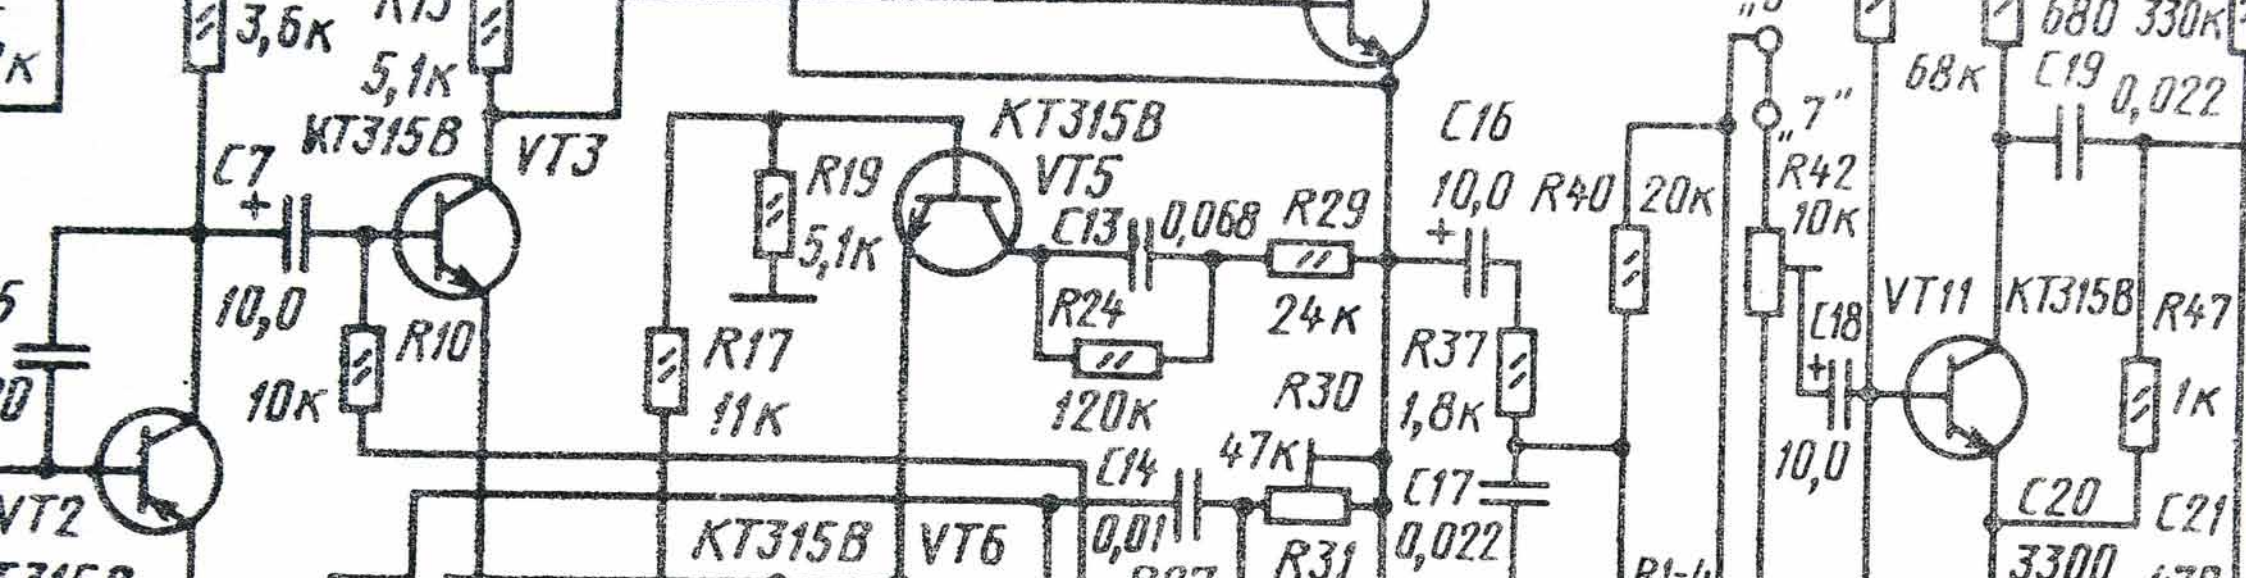 3,6к
R13
5,1к
КТ315В
VT3
C7
+
10,0
R10
10к
VT2
R19
5,1к
R17
11к
КТ315В
VT5
C13
0,068
R29
24к
R24
120к
C14
0,01
R30
47к
R31
КТ315В
VT6
C16
10,0
+
R37
1,8к
C17
0,022
R40
20к
„7"
R42
10к
C18
+
10,0
68к
680
330к
C19
0,022
VT11
КТ315В
R47
1к
C20
3300
C21